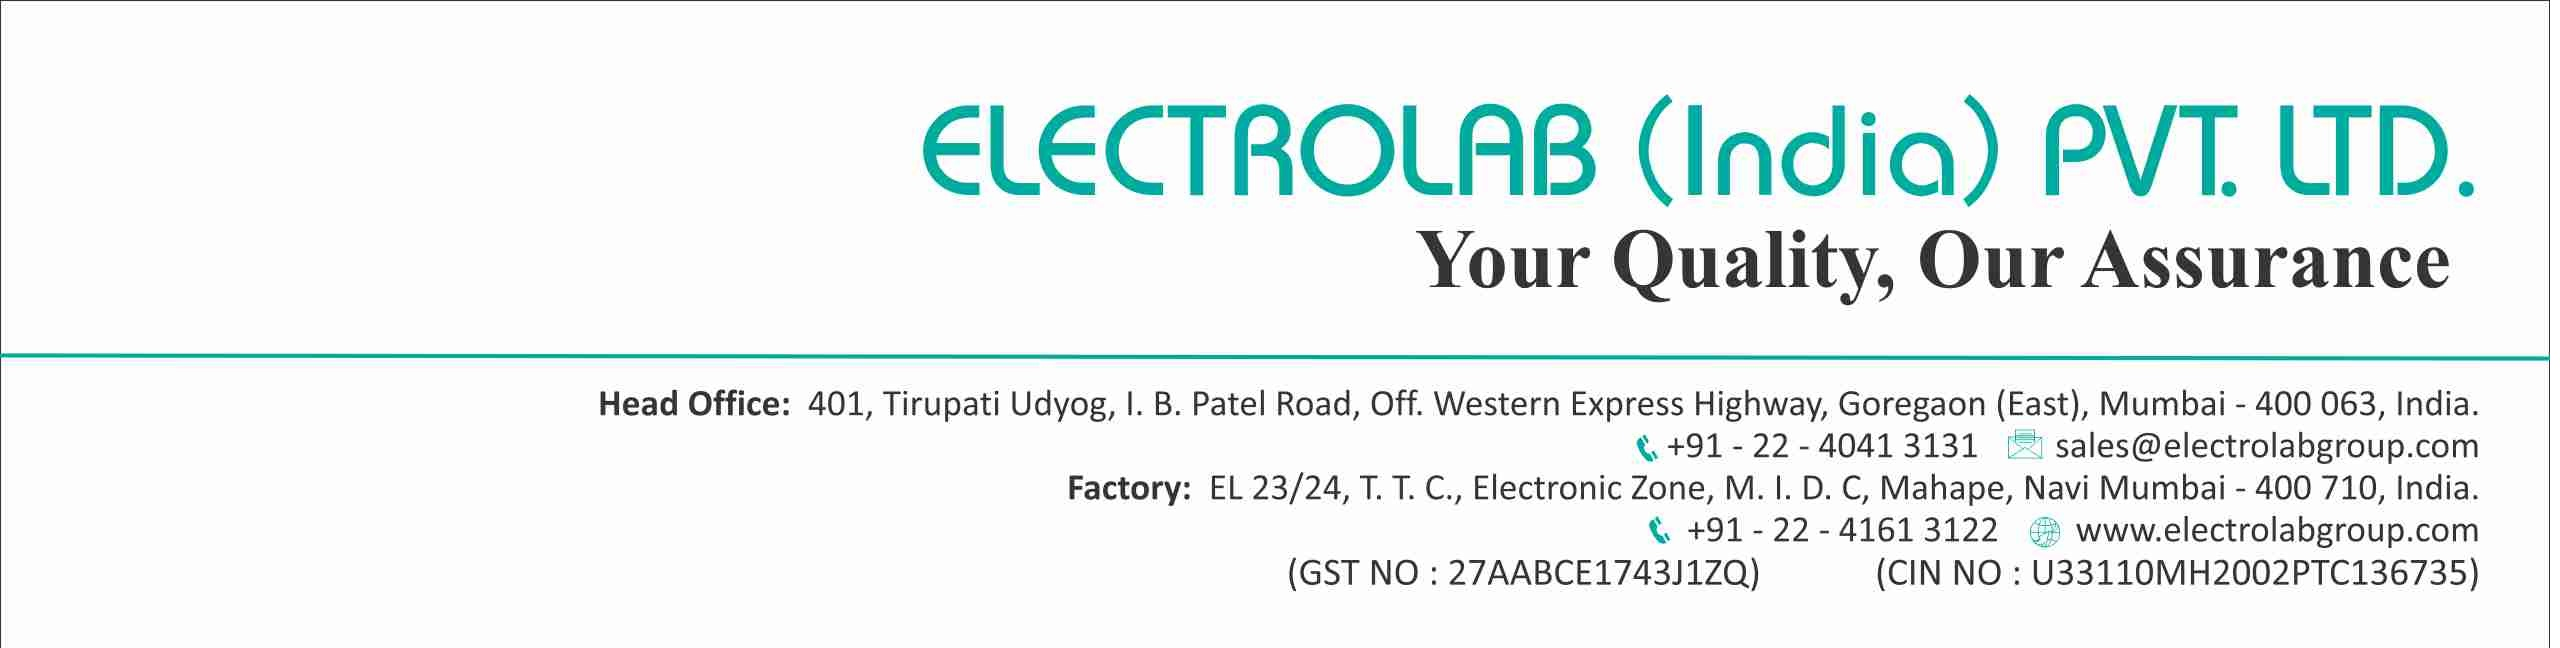 ELECTROLAB (India) PVT. LTD.
Your Quality, Our Assurance
Head Office: 401, Tirupati Udyog, I. B. Patel Road, Off. Western Express Highway, Goregaon (East), Mumbai - 400 063, India.
+91 - 22 - 4041 3131 sales@electrolabgroup.com
Factory: EL 23/24, T. T. C., Electronic Zone, M. I. D. C, Mahape, Navi Mumbai - 400 710, India.
+91 - 22 - 4161 3122 www.electrolabgroup.com
(GST NO : 27AABCE1743J1ZQ) (CIN NO : U33110MH2002PTC136735)